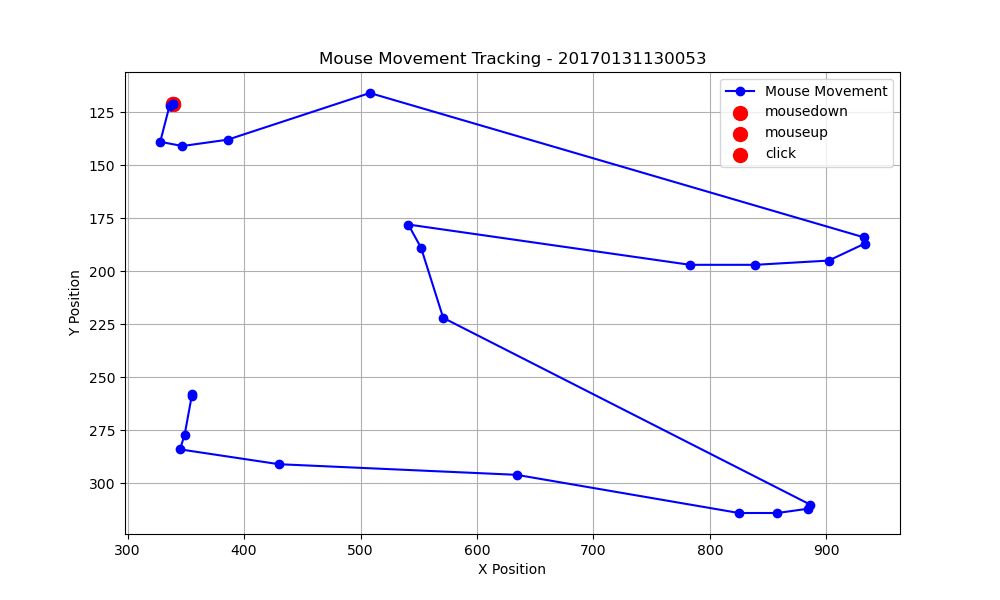 Mouse Movement Tracking - 20170131130053
Mouse Movement
mousedown
mouseup
click
125
150
175
200
225
250
275
300
Y Position
300 400 500 600 700 800 900
X Position